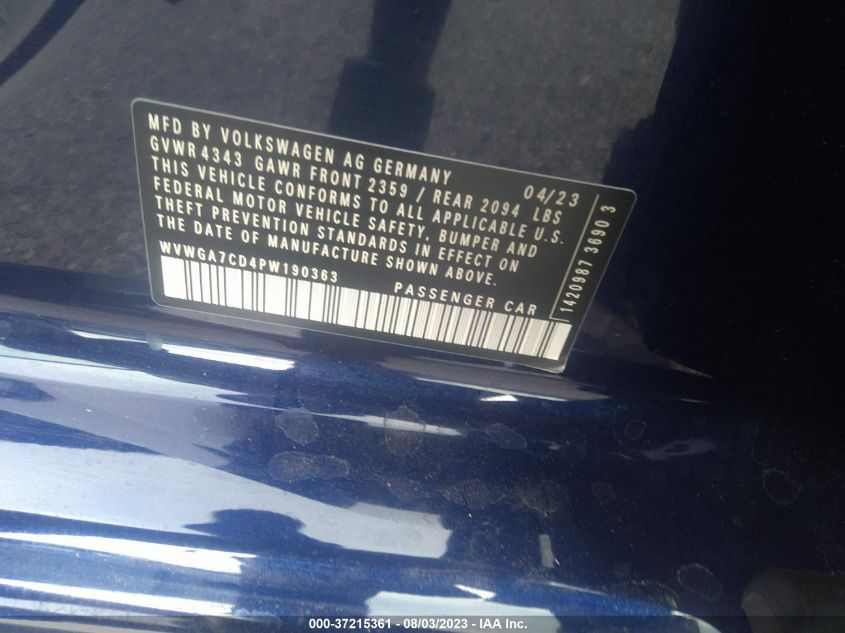 MFD BY VOLKSWAGEN AG GERMANY 04/23
GVWR 4343 GAWR FRONT 2359 / REAR 2094 LBS
THIS VEHICLE CONFORMS TO ALL APPLICABLE U.S.
FEDERAL MOTOR VEHICLE SAFETY, BUMPER AND
THEFT PREVENTION STANDARDS IN EFFECT ON
THE DATE OF MANUFACTURE SHOWN ABOVE.
WVWGA7CD4PW190363 PASSENGER CAR
1420987 3690 3
000-37215361 - 08/03/2023 - IAA Inc.